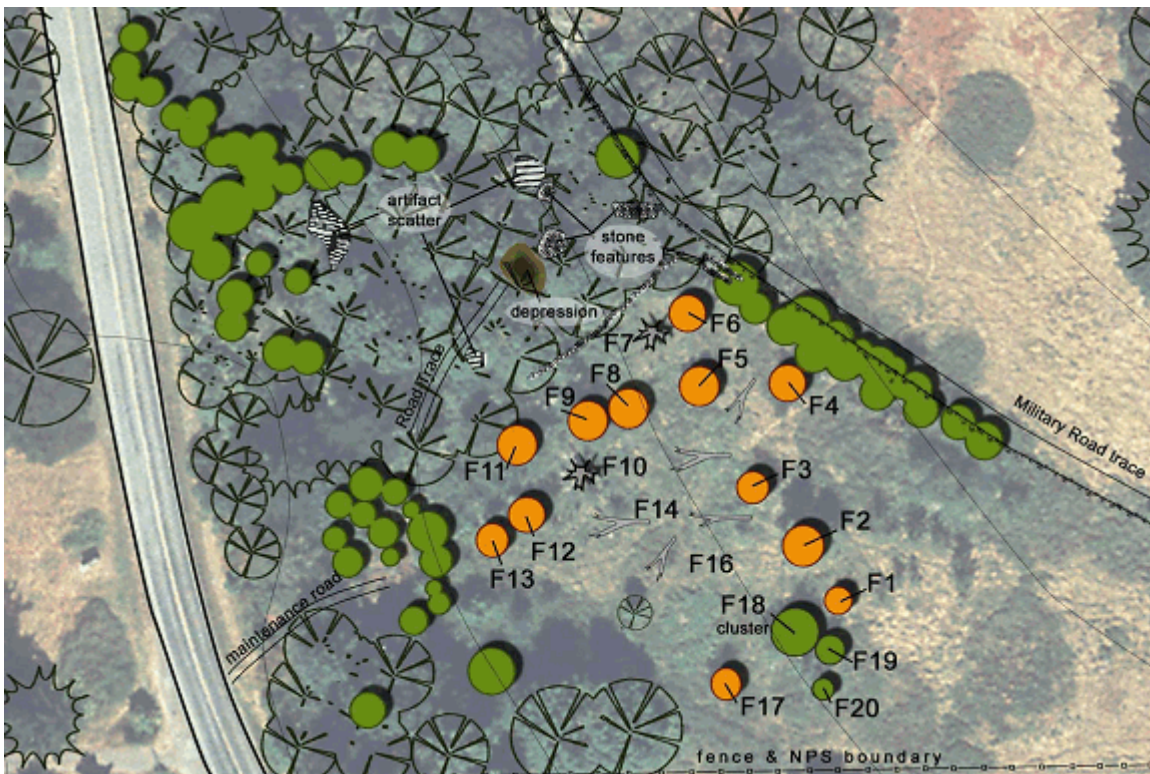 artifact
scatter
stone
features
depression
F7
F6
F5
F4
F8
F9
F11
F10
F3
F14
F2
F12
F13
F16
F1
F18
cluster
F19
F17
F20
Road Trade
Military Road trace
maintenance road
fence & NPS boundary